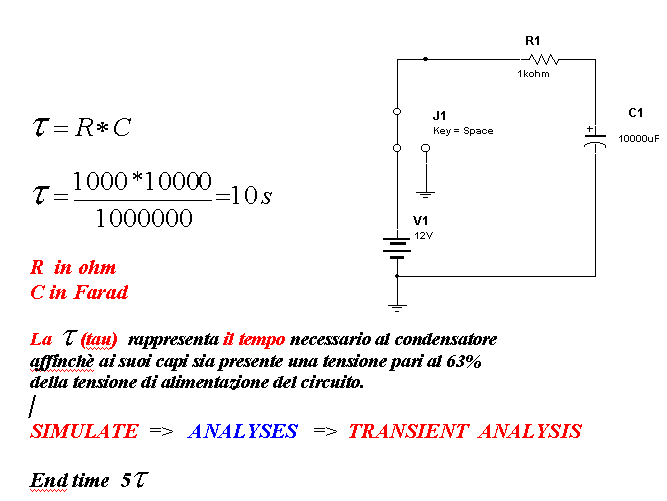 R1
1kohm
J1
Key = Space
C1
+
10000uF
V1
12V
τ = R*C
τ = 1000 *10000 / 1000000 =10 s
R in ohm
C in Farad
La τ (tau) rappresenta il tempo necessario al condensatore
affinchè ai suoi capi sia presente una tensione pari al 63%
della tensione di alimentazione del circuito.
SIMULATE => ANALYSES => TRANSIENT ANALYSIS
End time 5τ